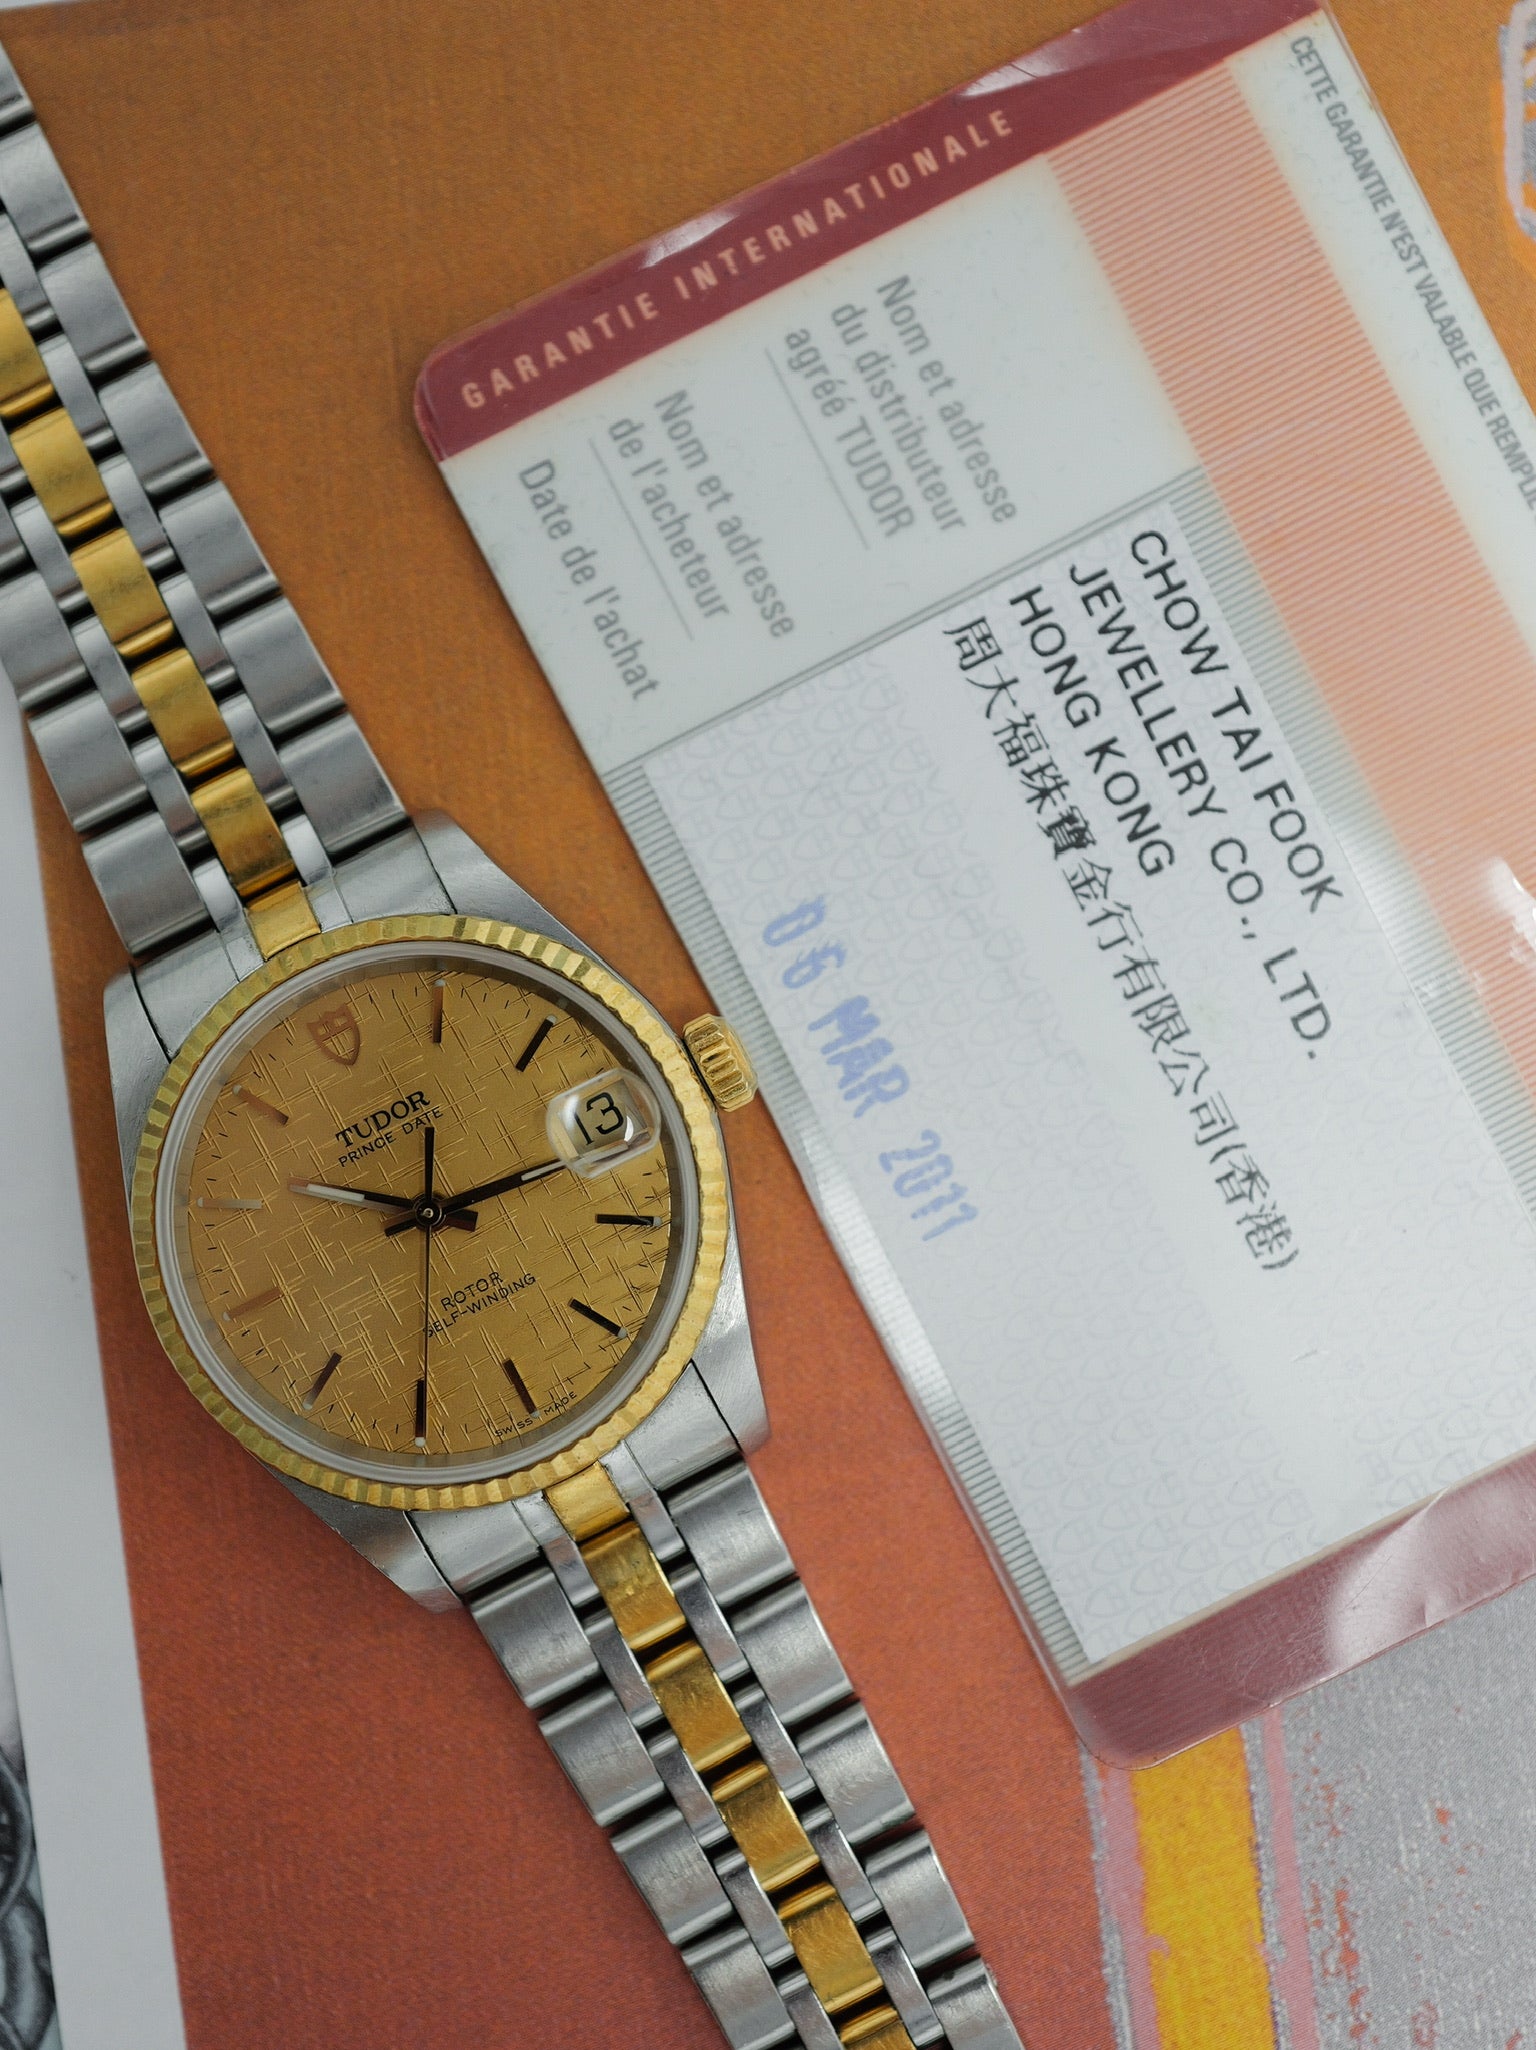 GARANTIE INTERNATIONALE
CETTE GARANTIE N'EST VALABLE QUE REMPLIE
Nom et adresse
du distributeur
agréé TUDOR
CHOW TAI FOOK
JEWELLERY CO., LTD.
HONG KONG
周大福珠寶金行有限公司(香港)
Nom et adresse
de l'acheteur
Date de l'achat
06 MAR 2011
TUDOR
PRINCE DATE
13
ROTOR
SELF-WINDING
SWISS MADE